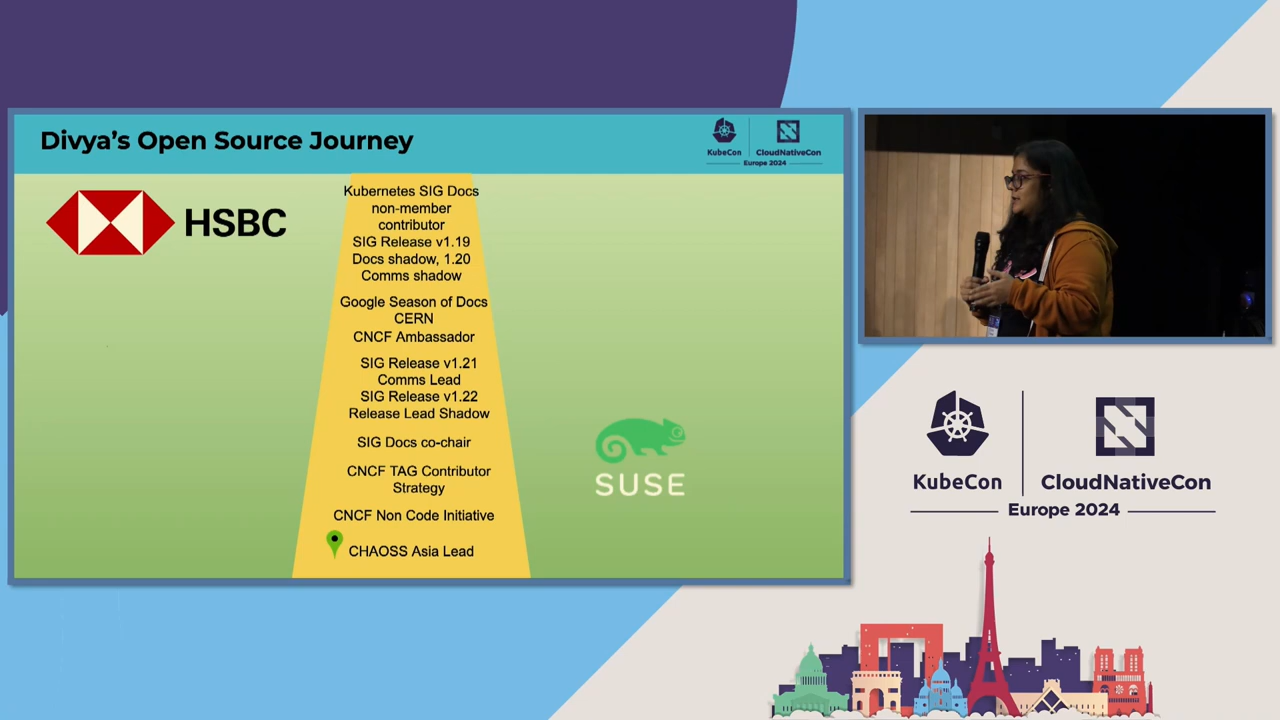 Divya's Open Source Journey
KubeCon
CloudNativeCon
Europe 2024
HSBC
Kubernetes SIG Docs
non-member
contributor
SIG Release v1.19
Docs shadow, 1.20
Comms shadow
Google Season of Docs
CERN
CNCF Ambassador
SIG Release v1.21
Comms Lead
SIG Release v1.22
Release Lead Shadow
SIG Docs co-chair
CNCF TAG Contributor
Strategy
CNCF Non Code Initiative
CHAOSS Asia Lead
SUSE
KubeCon
CloudNativeCon
Europe 2024